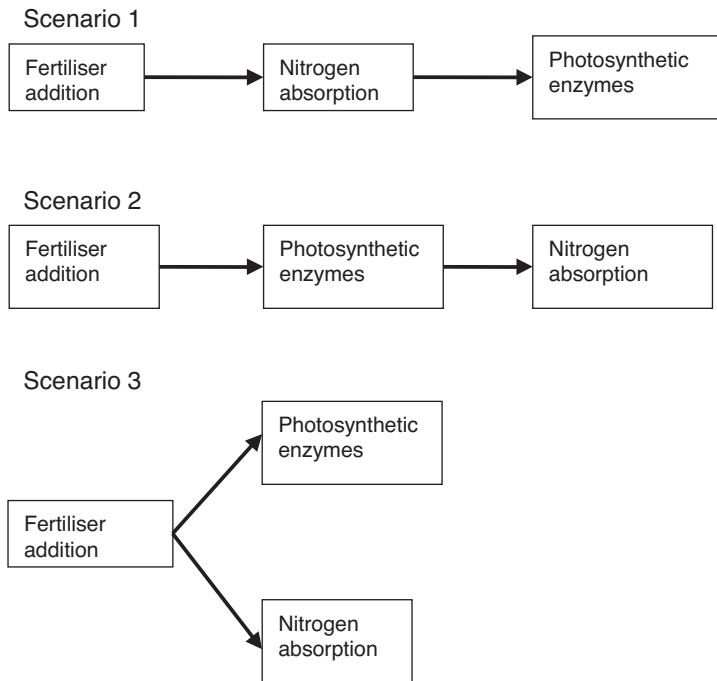 Scenario 1
Fertiliser
addition
Nitrogen
absorption
Photosynthetic
enzymes
Scenario 2
Fertiliser
addition
Photosynthetic
enzymes
Nitrogen
absorption
Scenario 3
Photosynthetic
enzymes
Fertiliser
addition
Nitrogen
absorption